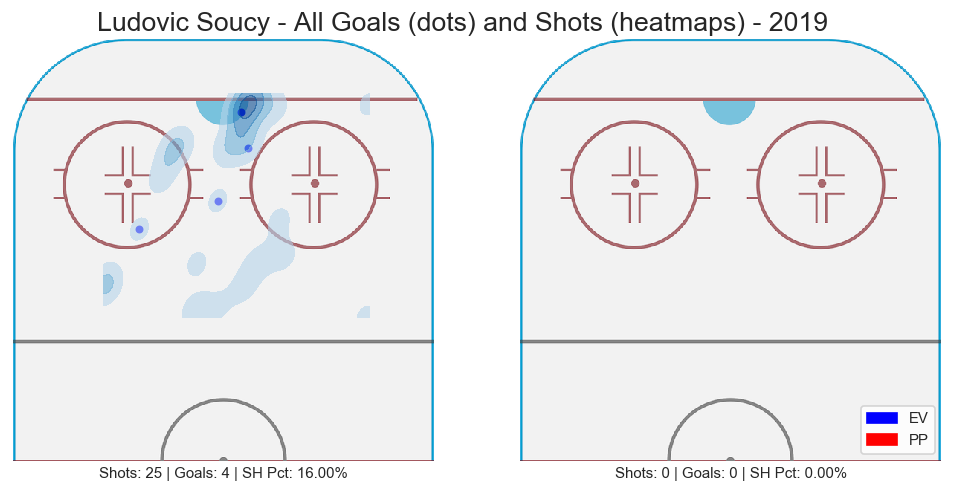 Ludovic Soucy - All Goals (dots) and Shots (heatmaps) - 2019
EV
PP
Shots: 25 | Goals: 4 | SH Pct: 16.00%
Shots: 0 | Goals: 0 | SH Pct: 0.00%